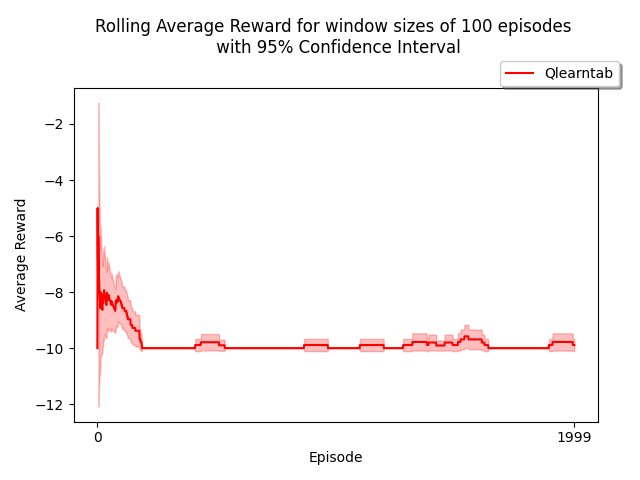 Rolling Average Reward for window sizes of 100 episodes
with 95% Confidence Interval
Qlearntab
−2
−4
−6
−8
−10
−12
Average Reward
0
1999
Episode